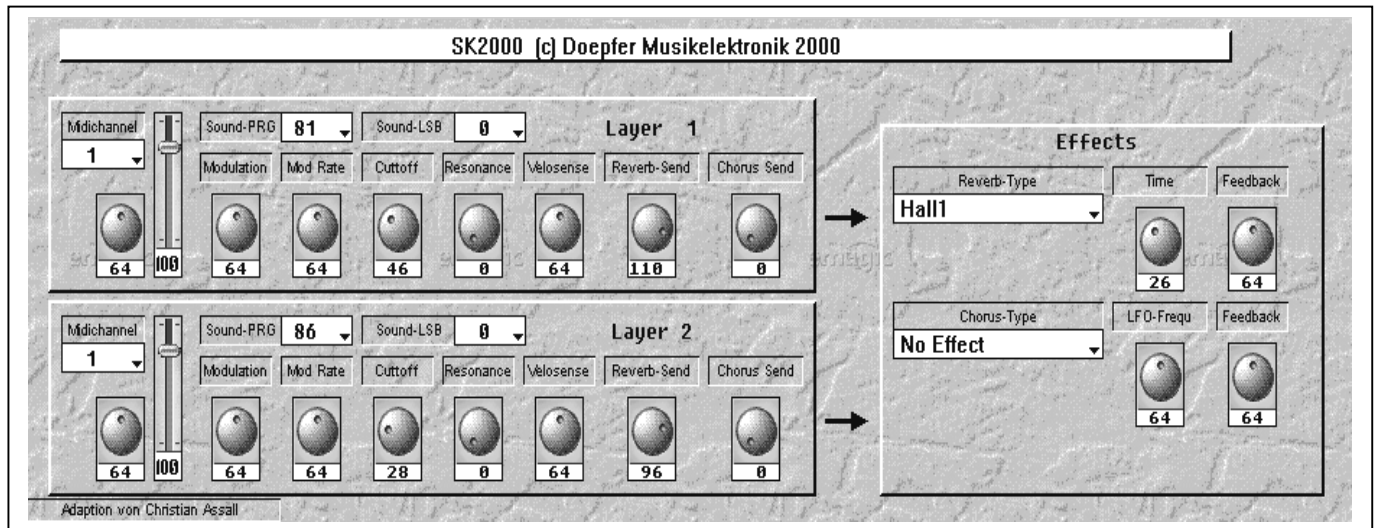 SK2000 (c) Doepfer Musikelektronik 2000
Midichannel
1
64
100
Sound-PRG 81 Sound-LSB 0 Layer 1
Modulation Mod Rate Cuttoff Resonance Velosense Reverb-Send Chorus Send
64 64 46 0 64 110 0
Midichannel
1
64
100
Sound-PRG 86 Sound-LSB 0 Layer 2
Modulation Mod Rate Cuttoff Resonance Velosense Reverb-Send Chorus Send
64 64 28 0 64 96 0
Effects
Reverb-Type Time Feedback
Hall1
26 64
Chorus-Type LFO-Frequ Feedback
No Effect
64 64
emagic
Adaption von Christian Assall